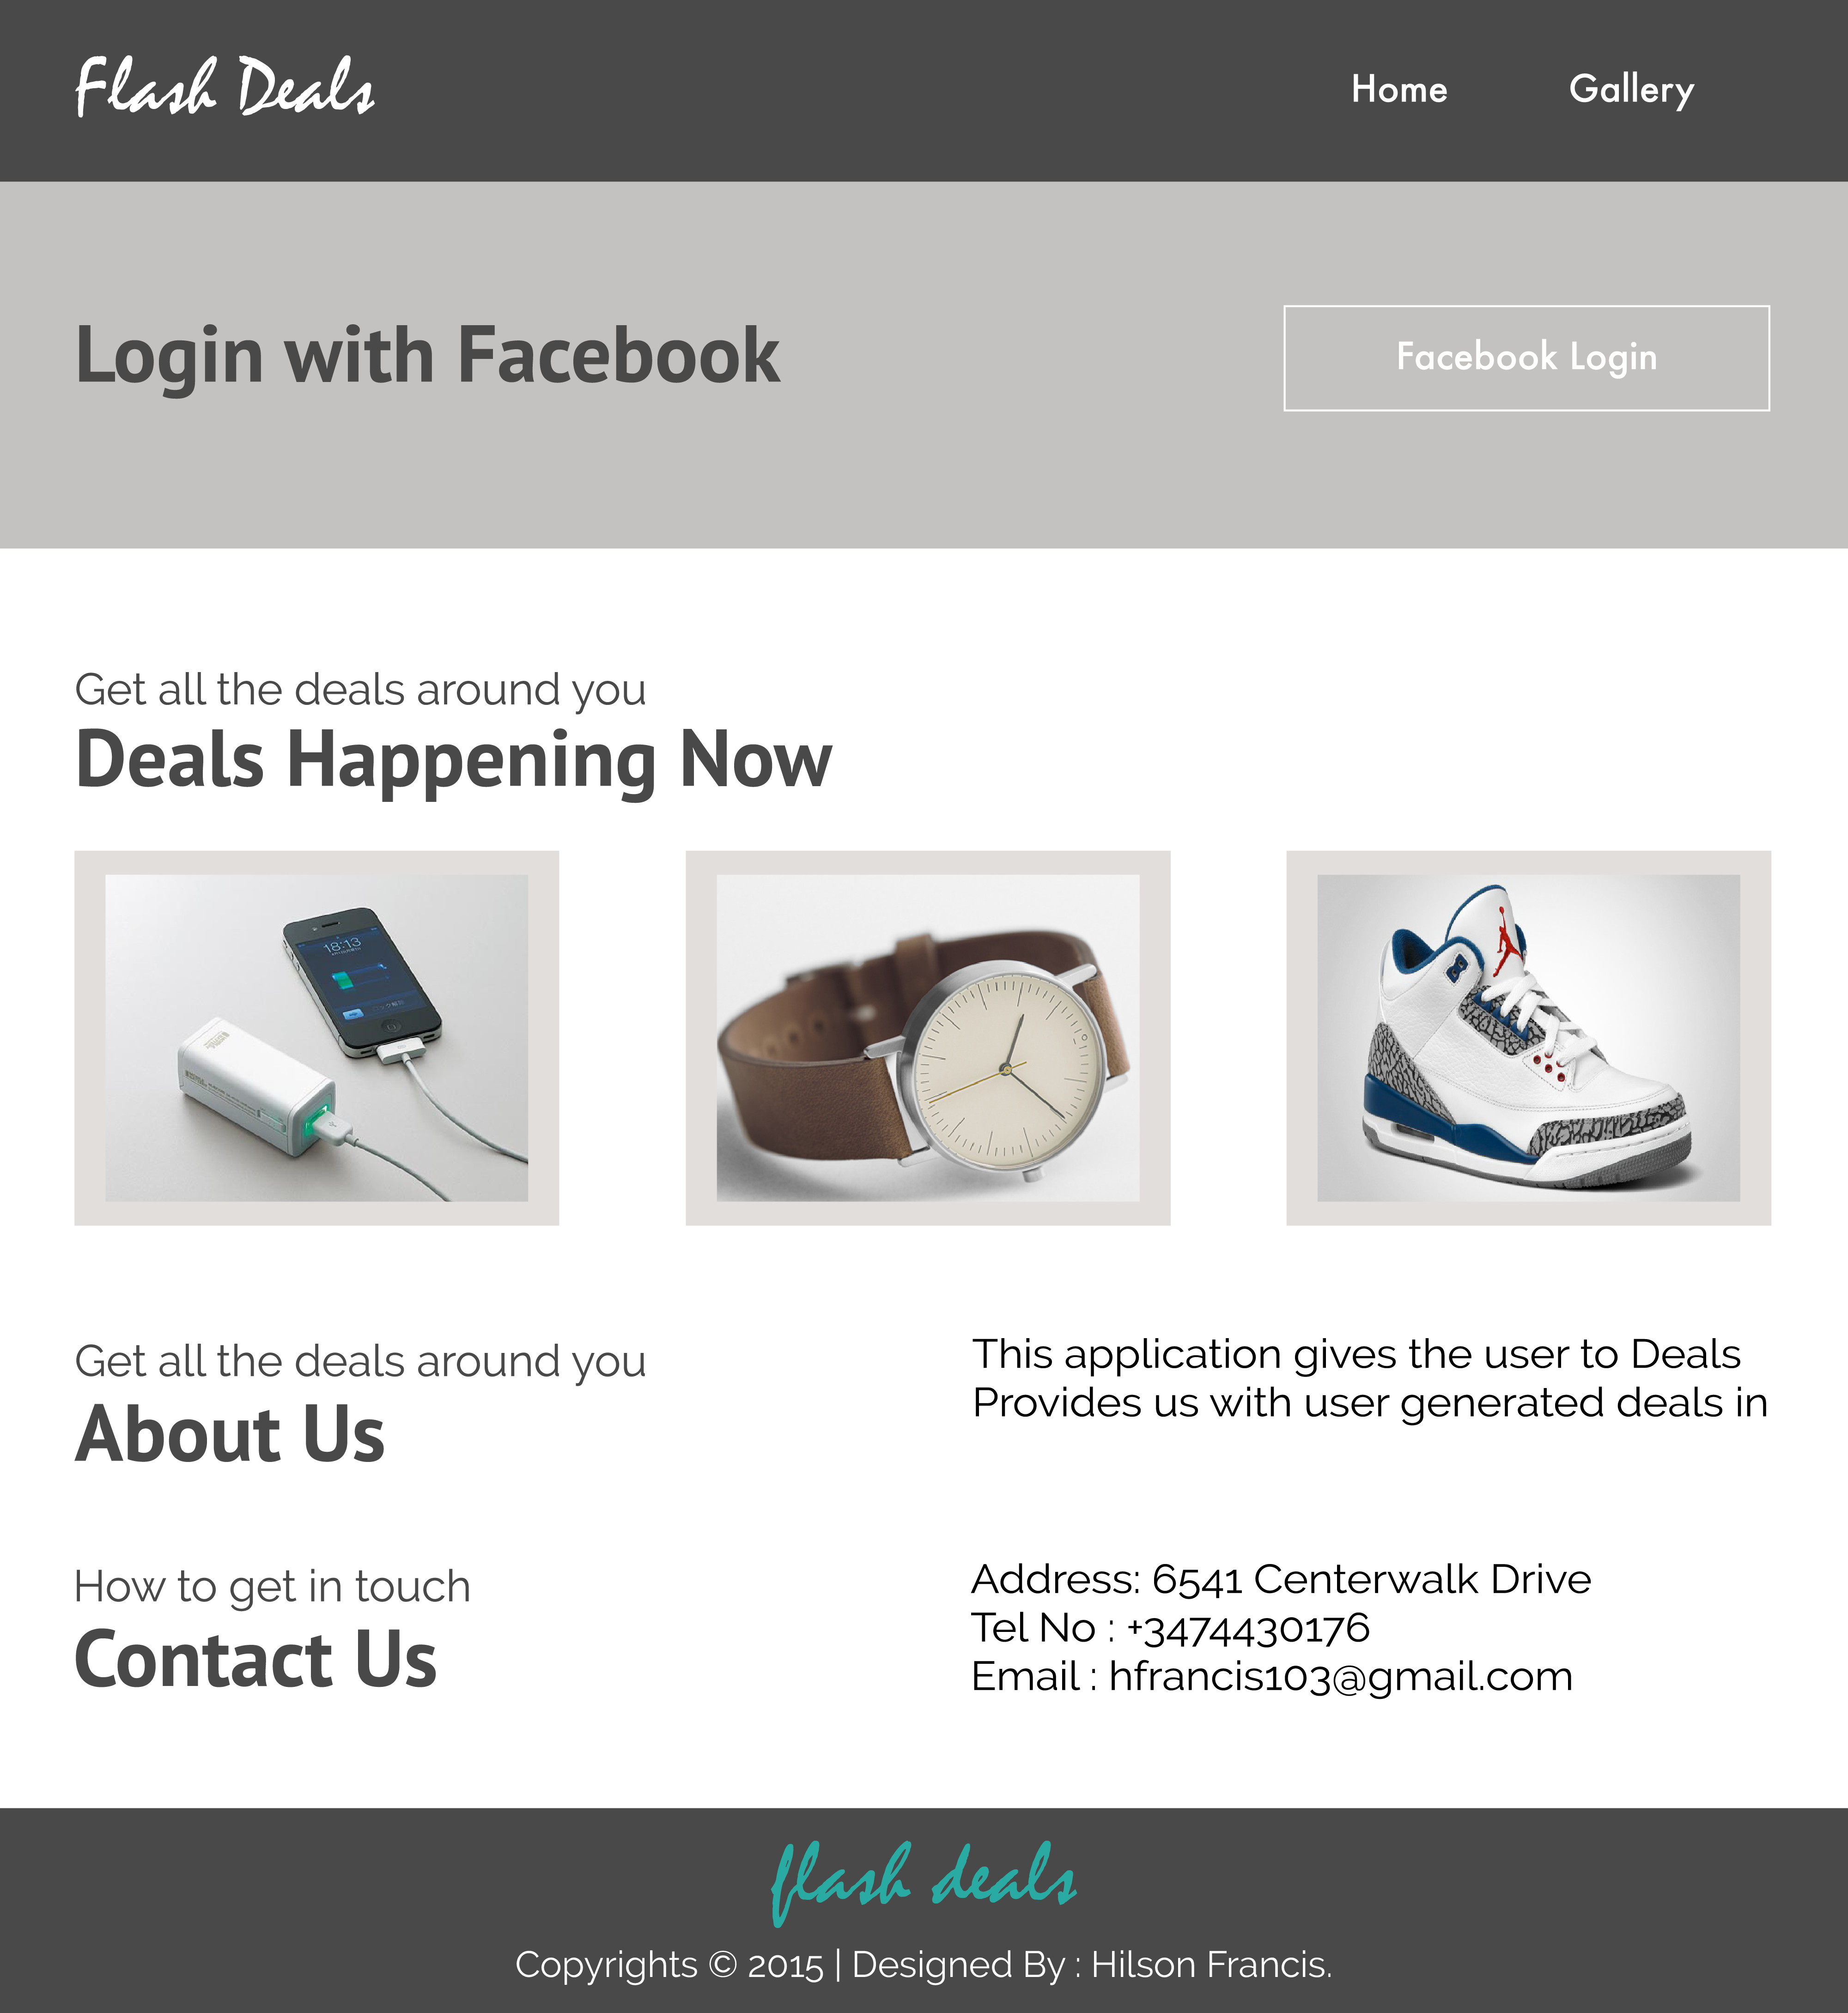 Flash Deals
Home
Gallery
Login with Facebook
Facebook Login
Get all the deals around you
Deals Happening Now
18:13
Get all the deals around you
About Us
This application gives the user to Deals
Provides us with user generated deals in
How to get in touch
Contact Us
Address: 6541 Centerwalk Drive
Tel No : +3474430176
Email : hfrancis103@gmail.com
flash deals
Copyrights © 2015 | Designed By : Hilson Francis.